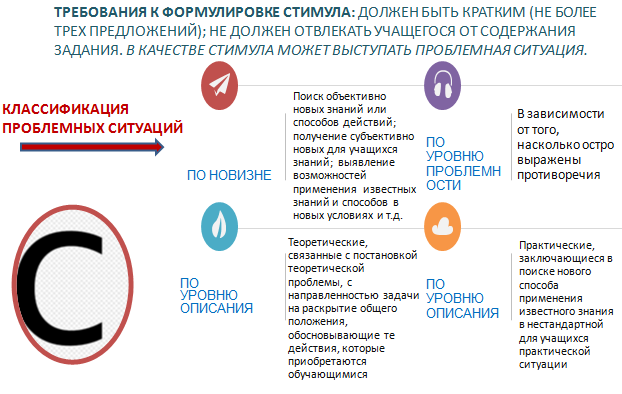 ТРЕБОВАНИЯ К ФОРМУЛИРОВКЕ СТИМУЛА: ДОЛЖЕН БЫТЬ КРАТКИМ (НЕ БОЛЕЕ
ТРЕХ ПРЕДЛОЖЕНИЙ); НЕ ДОЛЖЕН ОТВЛЕКАТЬ УЧАЩЕГОСЯ ОТ СОДЕРЖАНИЯ
ЗАДАНИЯ. В КАЧЕСТВЕ СТИМУЛА МОЖЕТ ВЫСТУПАТЬ ПРОБЛЕМНАЯ СИТУАЦИЯ.
КЛАССИФИКАЦИЯ
ПРОБЛЕМНЫХ СИТУАЦИЙ
ПО НОВИЗНЕ
Поиск объективно
новых знаний или
способов действий;
получение субъективно
новых для учащихся
знаний; выявление
возможностей
применения известных
знаний и способов в
новых условиях и т.д.
ПО
УРОВНЮ
ПРОБЛЕМН
ОСТИ
В зависимости
от того,
насколько остро
выражены
противоречия
С
ПО
УРОВНЮ
ОПИСАНИЯ
Теоретические,
связанные с постановкой
теоретической
проблемы, с
направленностью задачи
на раскрытие общего
положения,
обосновывающие те
действия, которые
приобретаются
обучающимися
ПО
УРОВНЮ
ОПИСАНИЯ
Практические,
заключающиеся в
поиске нового
способа
применения
известного знания
в нестандартной
для учащихся
практической
ситуации